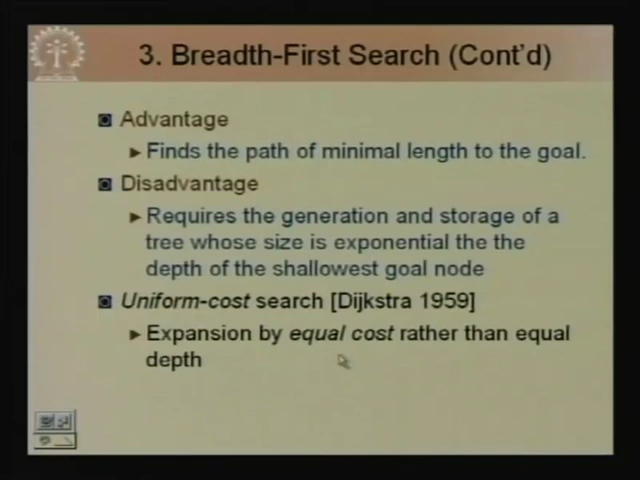 3. Breadth-First Search (Cont'd)
Advantage
Finds the path of minimal length to the goal.
Disadvantage
Requires the generation and storage of a
tree whose size is exponential the the
depth of the shallowest goal node
Uniform-cost search [Dijkstra 1959]
Expansion by equal cost rather than equal
depth